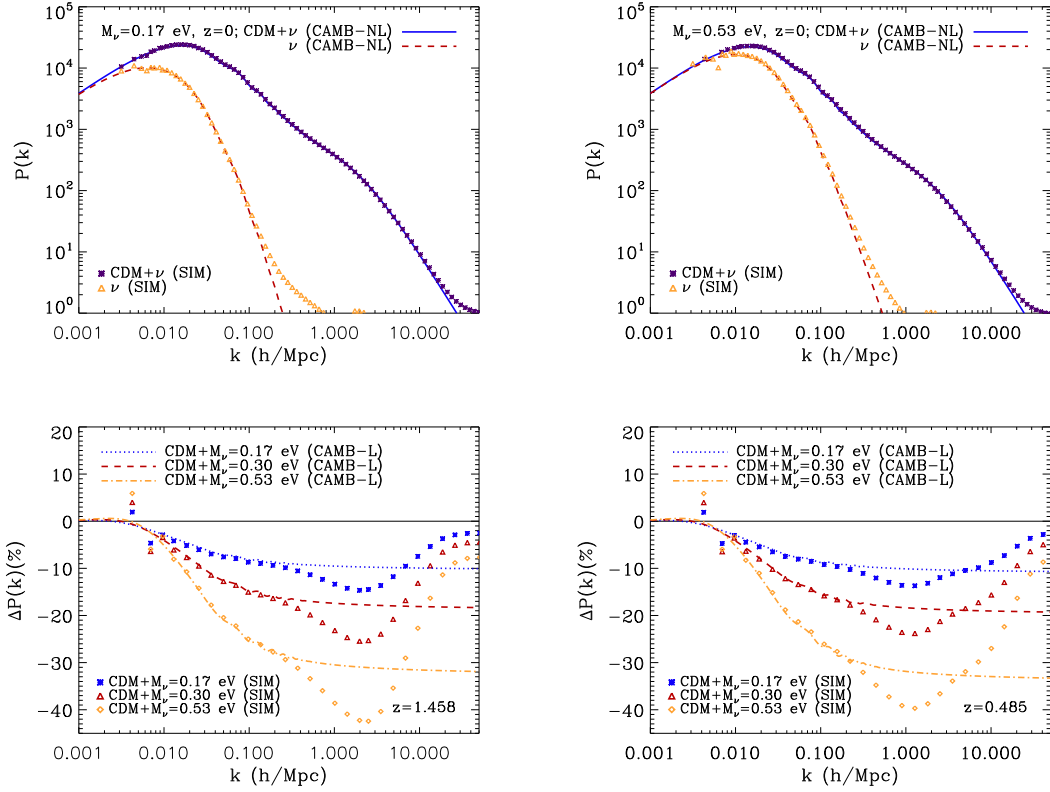 M_ν=0.17 eV, z=0; CDM+ν (CAMB-NL)
ν (CAMB-NL)
10^5
10^4
10^3
10^2
10^1
10^0
P(k)
CDM+ν (SIM)
ν (SIM)
0.001 0.010 0.100 1.000 10.000
k (h/Mpc)
M_ν=0.53 eV, z=0; CDM+ν (CAMB-NL)
ν (CAMB-NL)
10^5
10^4
10^3
10^2
10^1
10^0
P(k)
CDM+ν (SIM)
ν (SIM)
0.001 0.010 0.100 1.000 10.000
k (h/Mpc)
20
10
0
−10
−20
−30
−40
ΔP(k)(%)
CDM+M_ν=0.17 eV (CAMB-L)
CDM+M_ν=0.30 eV (CAMB-L)
CDM+M_ν=0.53 eV (CAMB-L)
CDM+M_ν=0.17 eV (SIM)
CDM+M_ν=0.30 eV (SIM)
CDM+M_ν=0.53 eV (SIM)
z=1.458
0.001 0.010 0.100 1.000 10.000
k (h/Mpc)
20
10
0
−10
−20
−30
−40
ΔP(k)(%)
CDM+M_ν=0.17 eV (CAMB-L)
CDM+M_ν=0.30 eV (CAMB-L)
CDM+M_ν=0.53 eV (CAMB-L)
CDM+M_ν=0.17 eV (SIM)
CDM+M_ν=0.30 eV (SIM)
CDM+M_ν=0.53 eV (SIM)
z=0.485
0.001 0.010 0.100 1.000 10.000
k (h/Mpc)